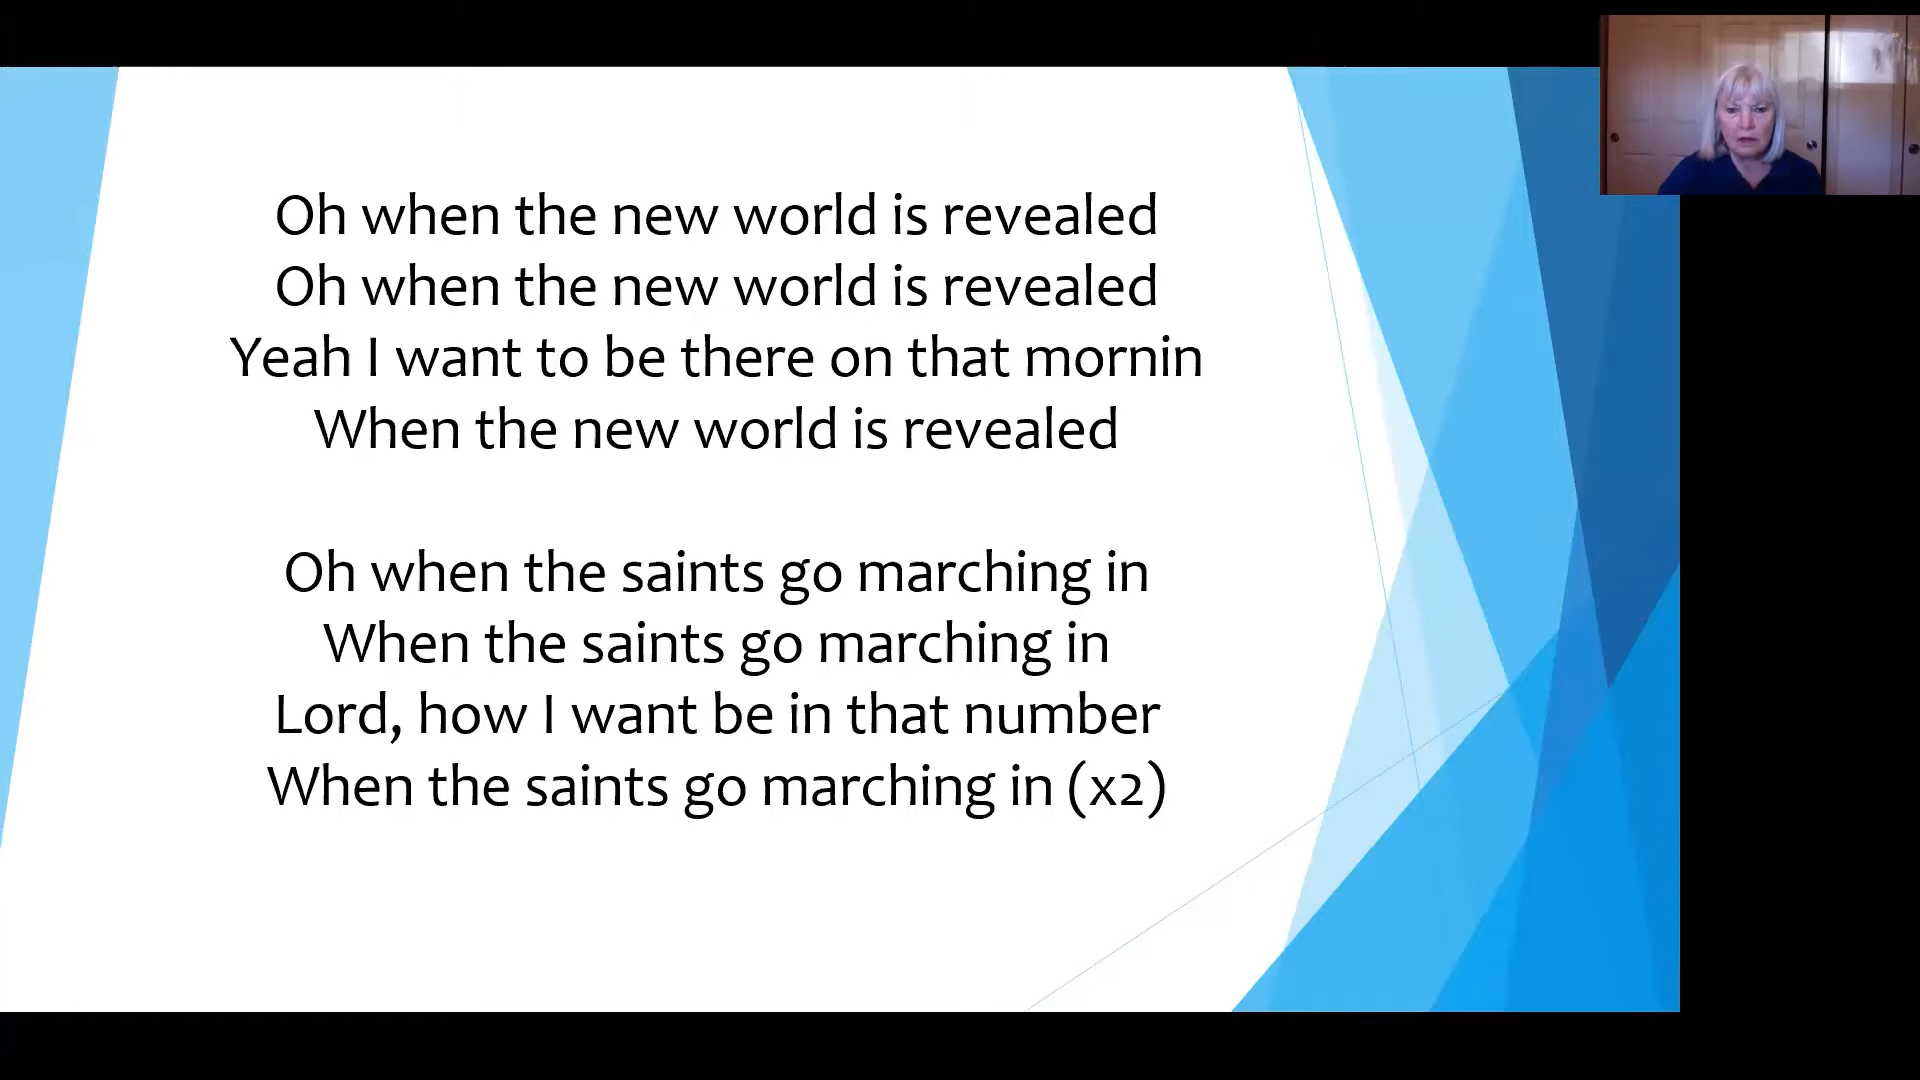 Oh when the new world is revealed
Oh when the new world is revealed
Yeah I want to be there on that mornin
When the new world is revealed
Oh when the saints go marching in
When the saints go marching in
Lord, how I want be in that number
When the saints go marching in (x2)